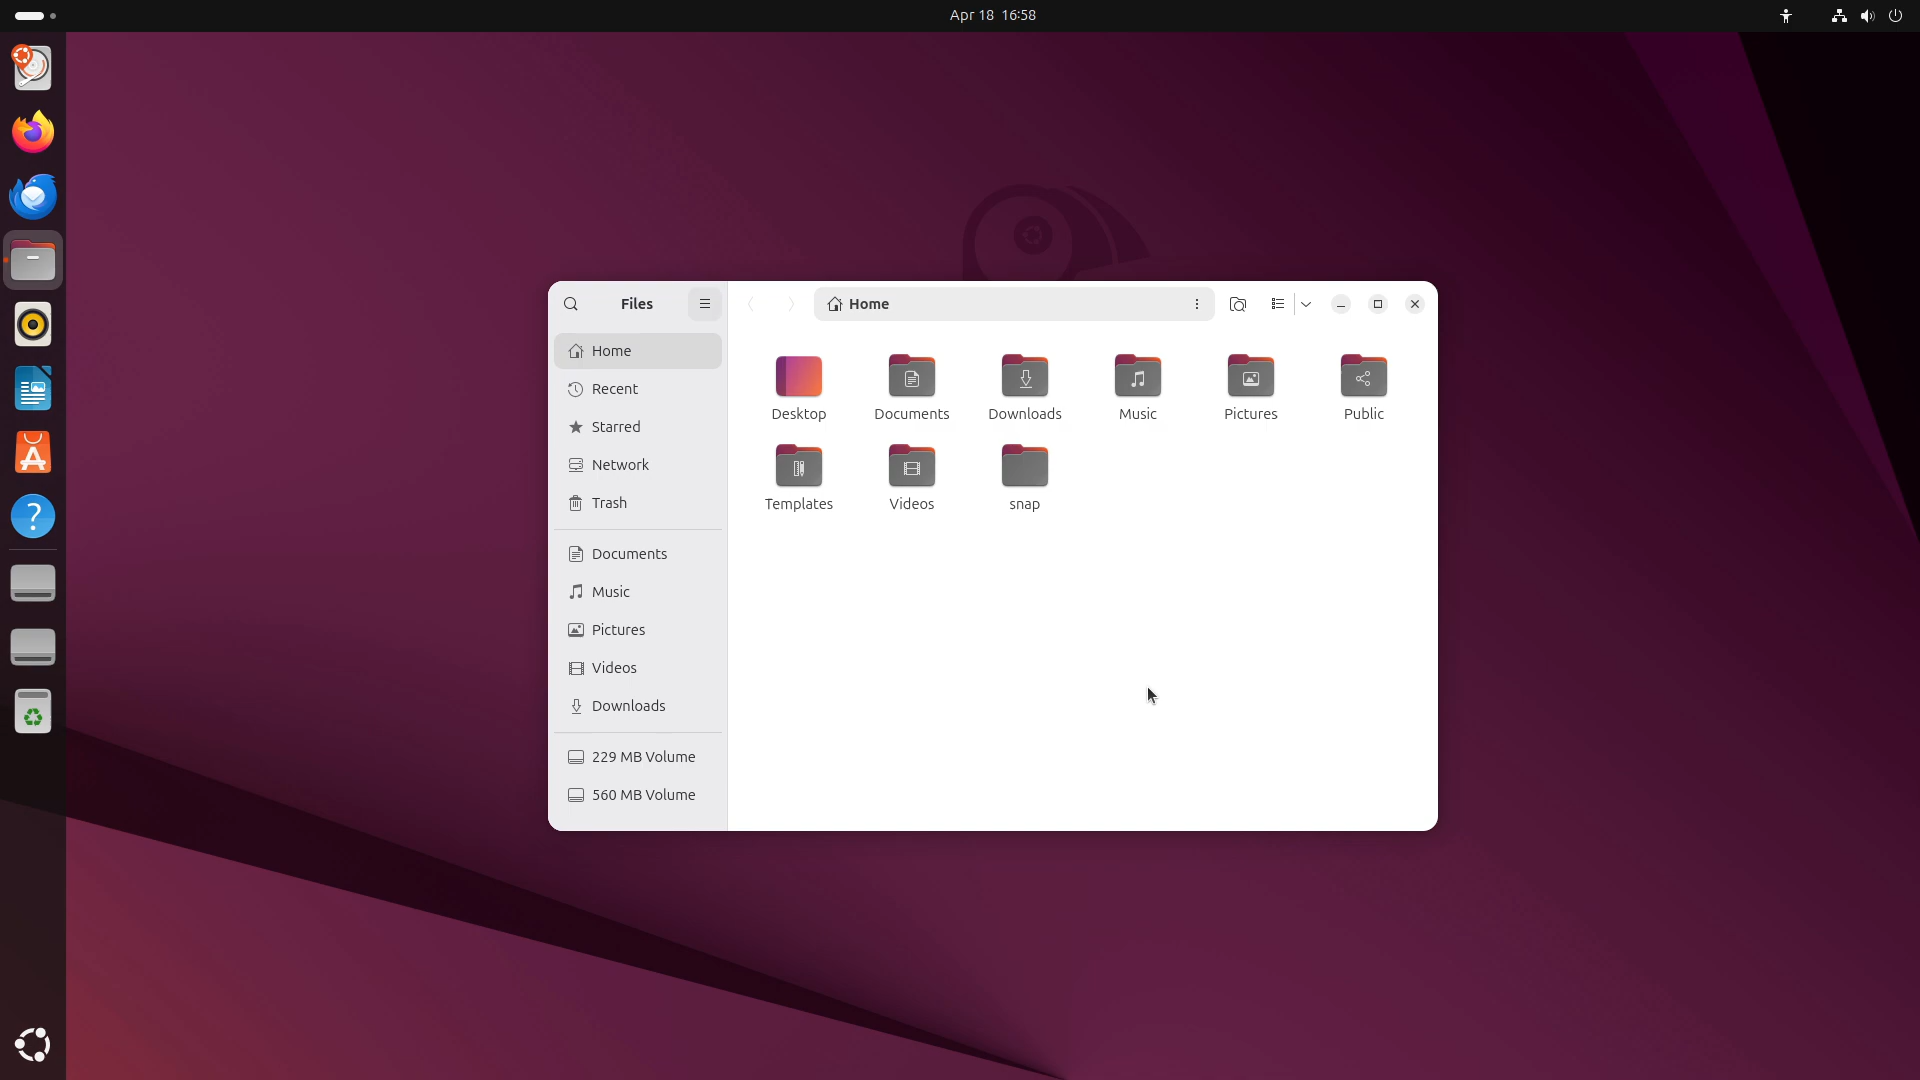 Apr 18 16:58
Files
Home
Home
Recent
Starred
Network
Trash
Documents
Music
Pictures
Videos
Downloads
229 MB Volume
560 MB Volume
Desktop
Documents
Downloads
Music
Pictures
Public
Templates
Videos
snap